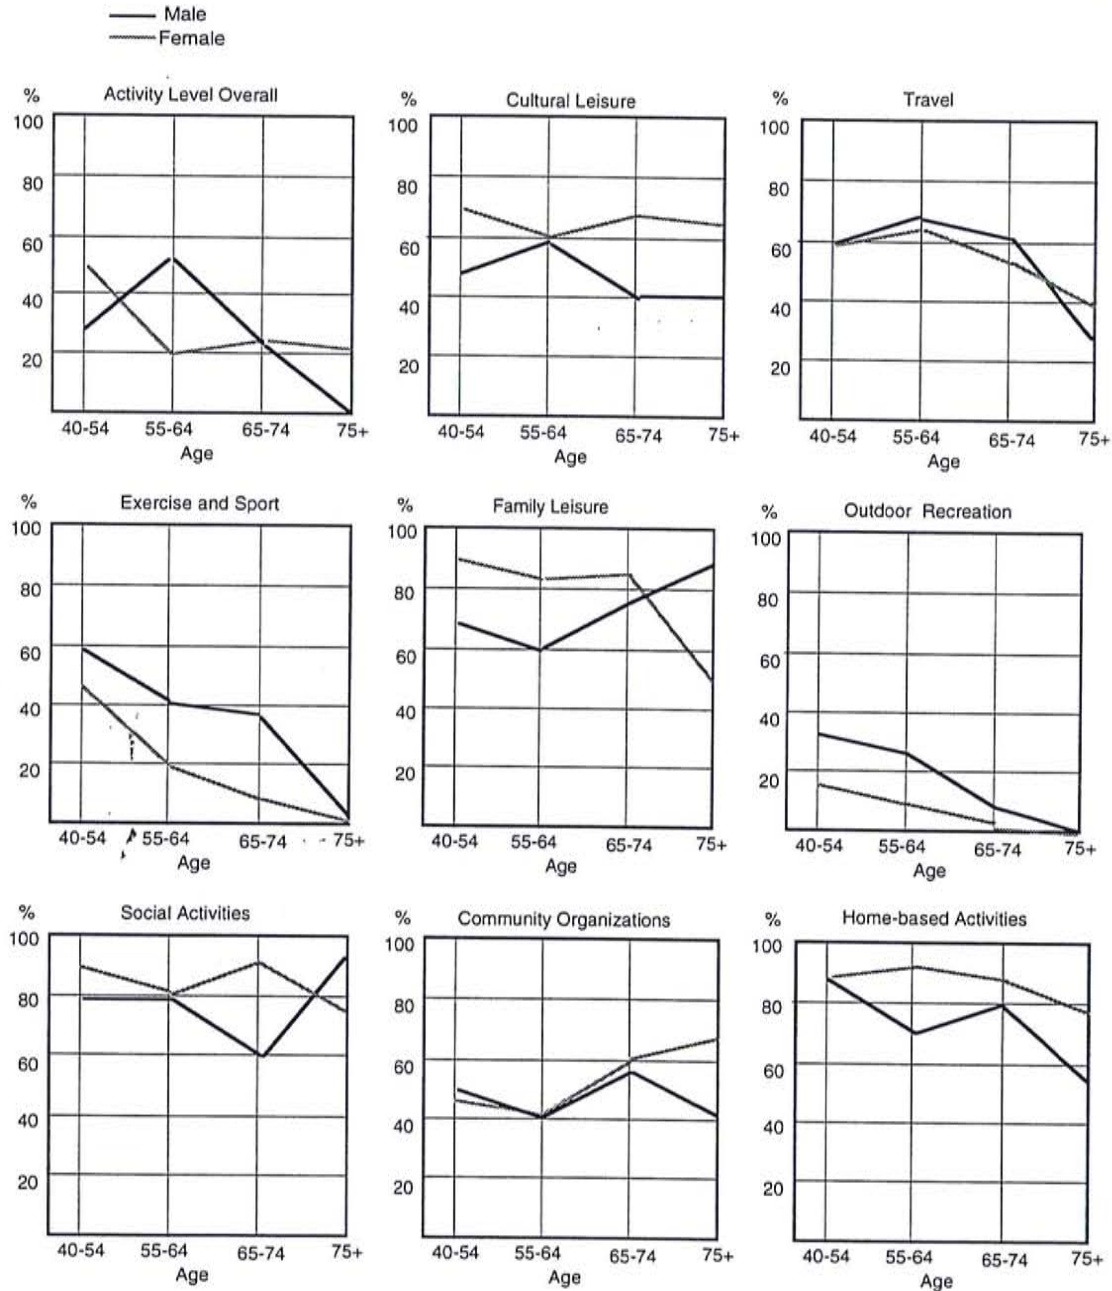 Male
Female
% Activity Level Overall
100
80
60
40
20
40-54 55-64 65-74 75+
Age
% Cultural Leisure
100
80
60
40
20
40-54 55-64 65-74 75+
Age
% Travel
100
80
60
40
20
40-54 55-64 65-74 75+
Age
% Exercise and Sport
100
80
60
40
20
40-54 55-64 65-74 75+
Age
% Family Leisure
100
80
60
40
20
40-54 55-64 65-74 75+
Age
% Outdoor Recreation
100
80
60
40
20
40-54 55-64 65-74 75+
Age
% Social Activities
100
80
60
40
20
40-54 55-64 65-74 75+
Age
% Community Organizations
100
80
60
40
20
40-54 55-64 65-74 75+
Age
% Home-based Activities
100
80
60
40
20
40-54 55-64 65-74 75+
Age